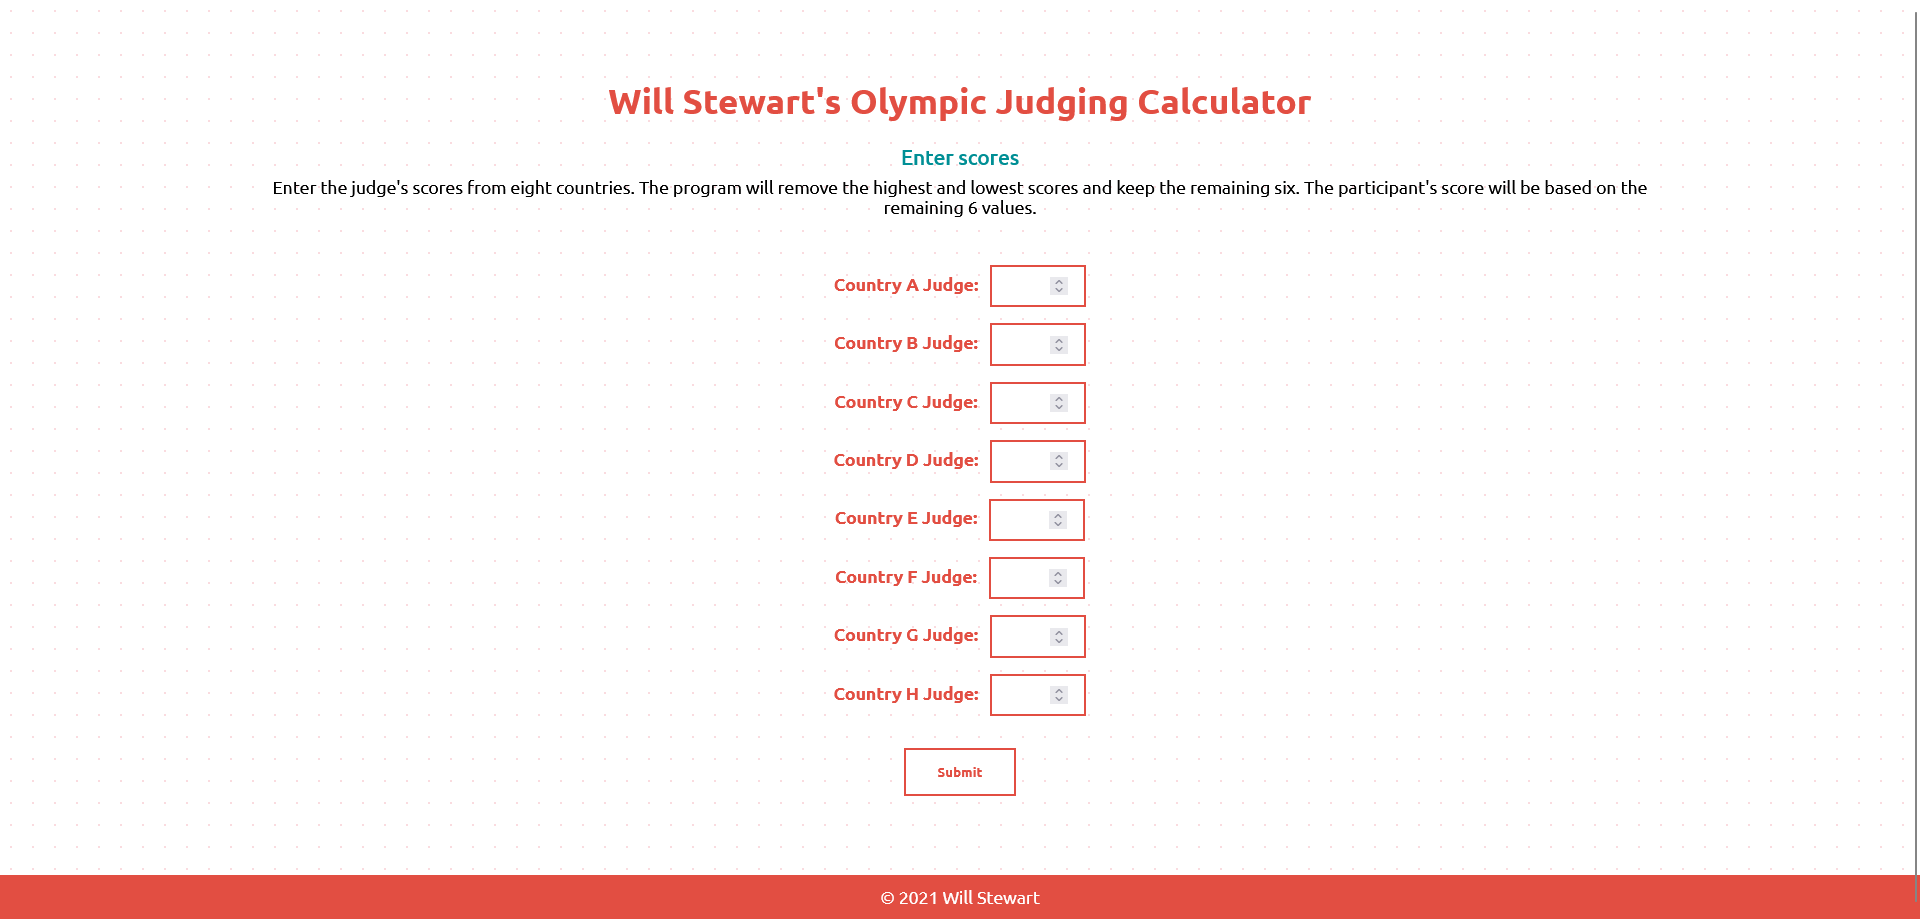 Will Stewart's Olympic Judging Calculator
Enter scores
Enter the judge's scores from eight countries. The program will remove the highest and lowest scores and keep the remaining six. The participant's score will be based on the
remaining 6 values.
Country A Judge:
Country B Judge:
Country C Judge:
Country D Judge:
Country E Judge:
Country F Judge:
Country G Judge:
Country H Judge:
Submit
© 2021 Will Stewart